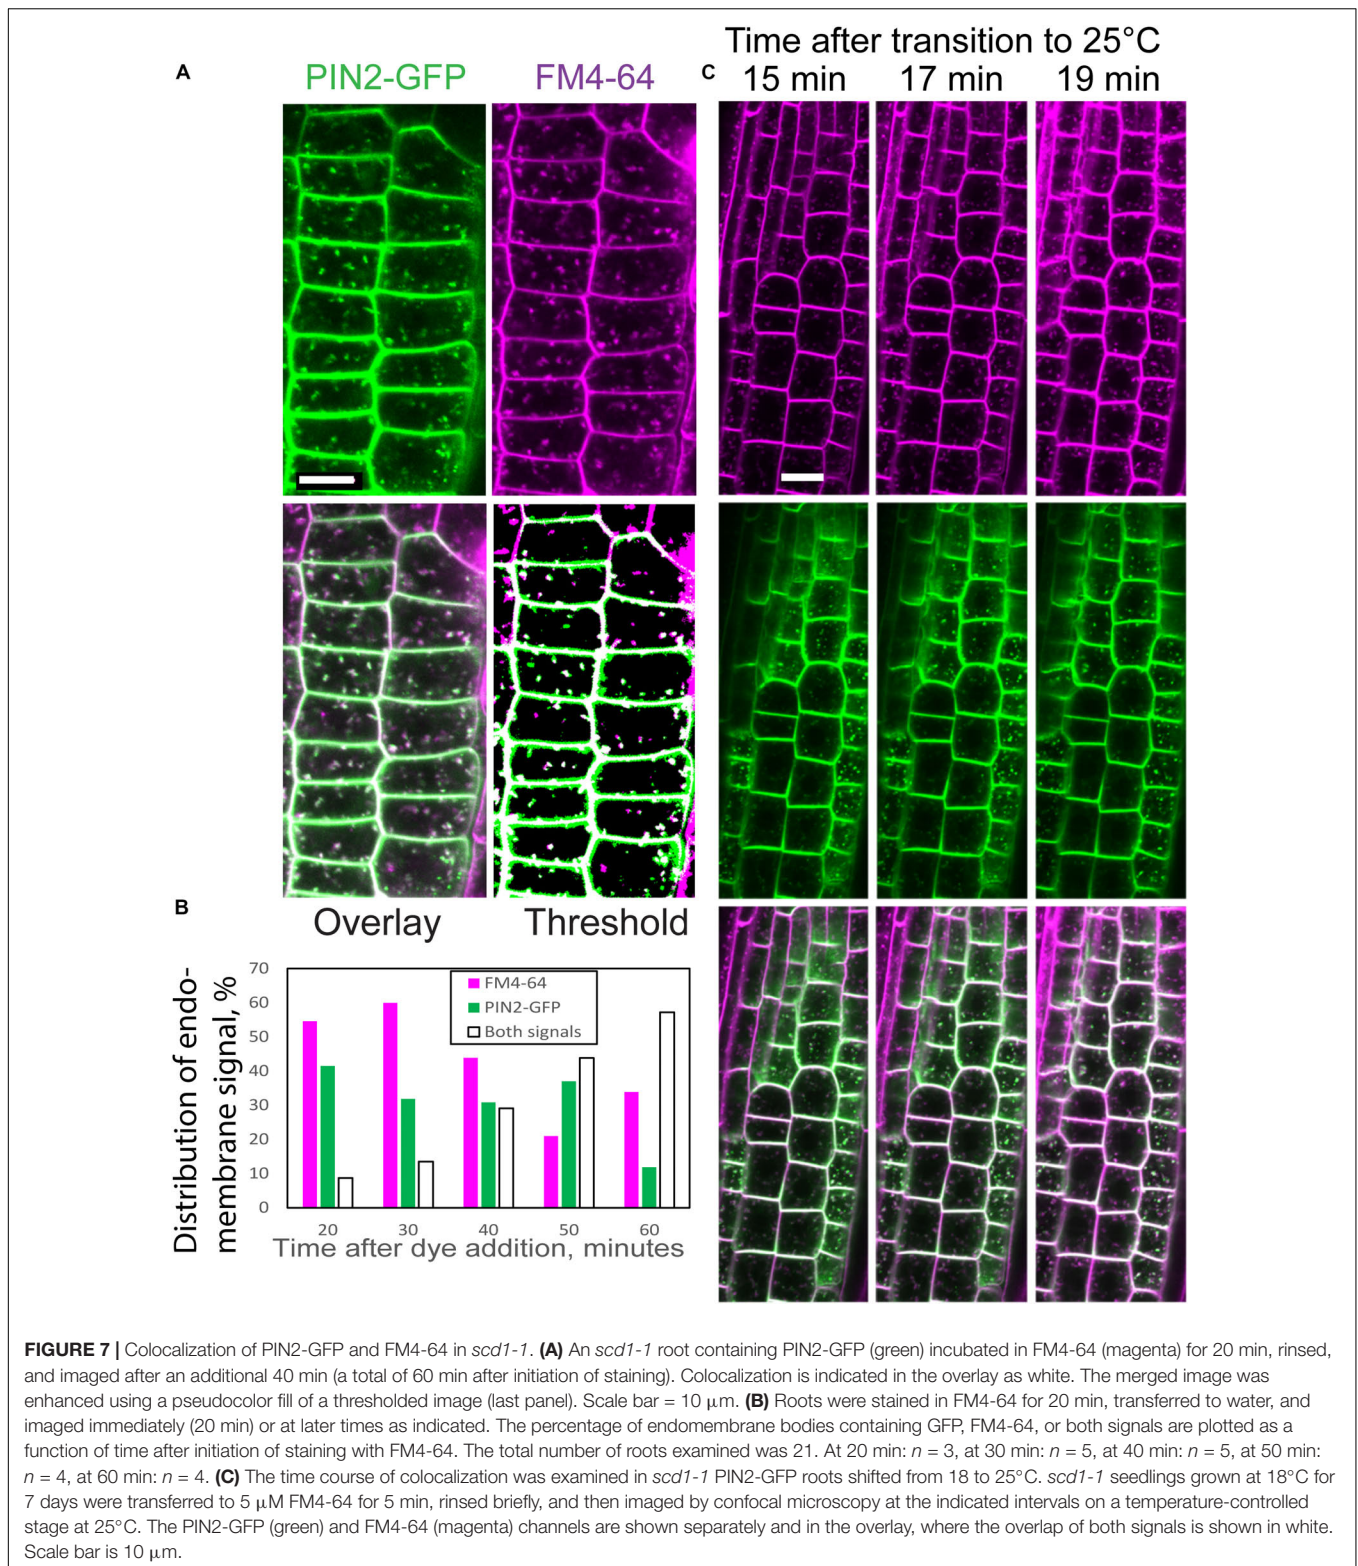 A
PIN2-GFP
FM4-64
Overlay
Threshold
B
Distribution of endo-
membrane signal, %
70
60
50
40
30
20
10
0
FM4-64
PIN2-GFP
Both signals
20 30 40 50 60
Time after dye addition, minutes
C
Time after transition to 25°C
15 min 17 min 19 min
FIGURE 7 | Colocalization of PIN2-GFP and FM4-64 in scd1-1. (A) An scd1-1 root containing PIN2-GFP (green) incubated in FM4-64 (magenta) for 20 min, rinsed,
and imaged after an additional 40 min (a total of 60 min after initiation of staining). Colocalization is indicated in the overlay as white. The merged image was
enhanced using a pseudocolor fill of a thresholded image (last panel). Scale bar = 10 μm. (B) Roots were stained in FM4-64 for 20 min, transferred to water, and
imaged immediately (20 min) or at later times as indicated. The percentage of endomembrane bodies containing GFP, FM4-64, or both signals are plotted as a
function of time after initiation of staining with FM4-64. The total number of roots examined was 21. At 20 min: n = 3, at 30 min: n = 5, at 40 min: n = 5, at 50 min:
n = 4, at 60 min: n = 4. (C) The time course of colocalization was examined in scd1-1 PIN2-GFP roots shifted from 18 to 25°C. scd1-1 seedlings grown at 18°C for
7 days were transferred to 5 μM FM4-64 for 5 min, rinsed briefly, and then imaged by confocal microscopy at the indicated intervals on a temperature-controlled
stage at 25°C. The PIN2-GFP (green) and FM4-64 (magenta) channels are shown separately and in the overlay, where the overlap of both signals is shown in white.
Scale bar is 10 μm.